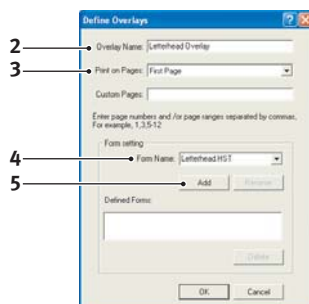 Define Overlays
2 Overlay Name: Letterhead Overlay
3 Print on Pages: First Page
Custom Pages:
Enter page numbers and /or page ranges separated by commas,
For example, 1,3,5-12
Form setting
4 Form Name: Letterhead.HST
5 Add Rename
Defined Forms:
Delete
OK Cancel